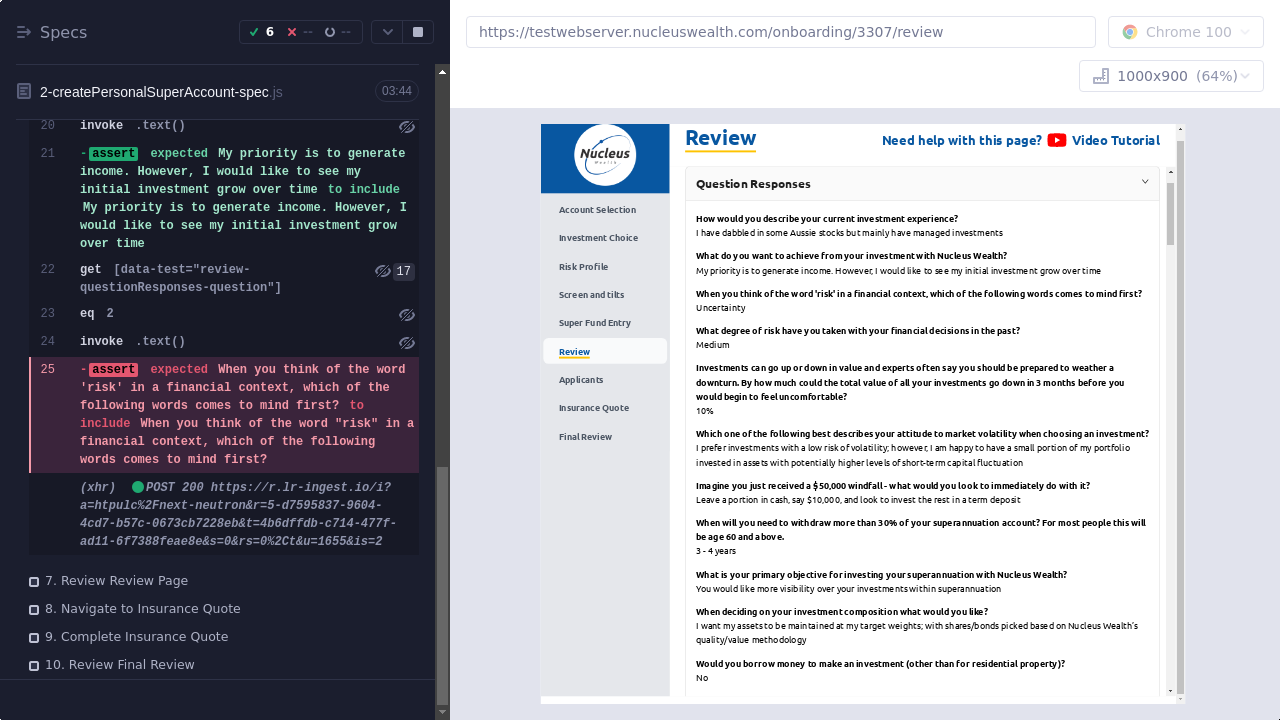 Specs
6
--
--
2-createPersonalSuperAccount-spec.js
03:44
20 invoke .text()
21 -assert expected My priority is to generate
income. However, I would like to see my
initial investment grow over time to include
My priority is to generate income. However, I
would like to see my initial investment grow
over time
22 get [data-test="review-
questionResponses-question"]
17
23 eq 2
24 invoke .text()
25 -assert expected When you think of the word
'risk' in a financial context, which of the
following words comes to mind first? to
include When you think of the word "risk" in a
financial context, which of the following
words comes to mind first?
(xhr) POST 200 https://r.lr-ingest.io/i?
a=htpulc%2Fnext-neutron&r=5-d7595837-9604-
4cd7-b57c-0673cb7228eb&t=4b6dffdb-c714-477f-
ad11-6f7388feae8e&s=0&rs=0%2Ct&u=1655&is=2
7. Review Review Page
8. Navigate to Insurance Quote
9. Complete Insurance Quote
10. Review Final Review
https://testwebserver.nucleuswealth.com/onboarding/3307/review
Chrome 100
1000x900 (64%)
Nucleus
Wealth
Account Selection
Investment Choice
Risk Profile
Screen and tilts
Super Fund Entry
Review
Applicants
Insurance Quote
Final Review
Review
Need help with this page? Video Tutorial
Question Responses
How would you describe your current investment experience?
I have dabbled in some Aussie stocks but mainly have managed investments
What do you want to achieve from your investment with Nucleus Wealth?
My priority is to generate income. However, I would like to see my initial investment grow over time
When you think of the word 'risk' in a financial context, which of the following words comes to mind first?
Uncertainty
What degree of risk have you taken with your financial decisions in the past?
Medium
Investments can go up or down in value and experts often say you should be prepared to weather a
downturn. By how much could the total value of all your investments go down in 3 months before you
would begin to feel uncomfortable?
10%
Which one of the following best describes your attitude to market volatility when choosing an investment?
I prefer investments with a low risk of volatility; however, I am happy to have a small portion of my portfolio
invested in assets with potentially higher levels of short-term capital fluctuation
Imagine you just received a $50,000 windfall - what would you look to immediately do with it?
Leave a portion in cash, say $10,000, and look to invest the rest in a term deposit
When will you need to withdraw more than 30% of your superannuation account? For most people this will
be age 60 and above.
3 - 4 years
What is your primary objective for investing your superannuation with Nucleus Wealth?
You would like more visibility over your investments within superannuation
When deciding on your investment composition what would you like?
I want my assets to be maintained at my target weights; with shares/bonds picked based on Nucleus Wealth's
quality/value methodology
Would you borrow money to make an investment (other than for residential property)?
No